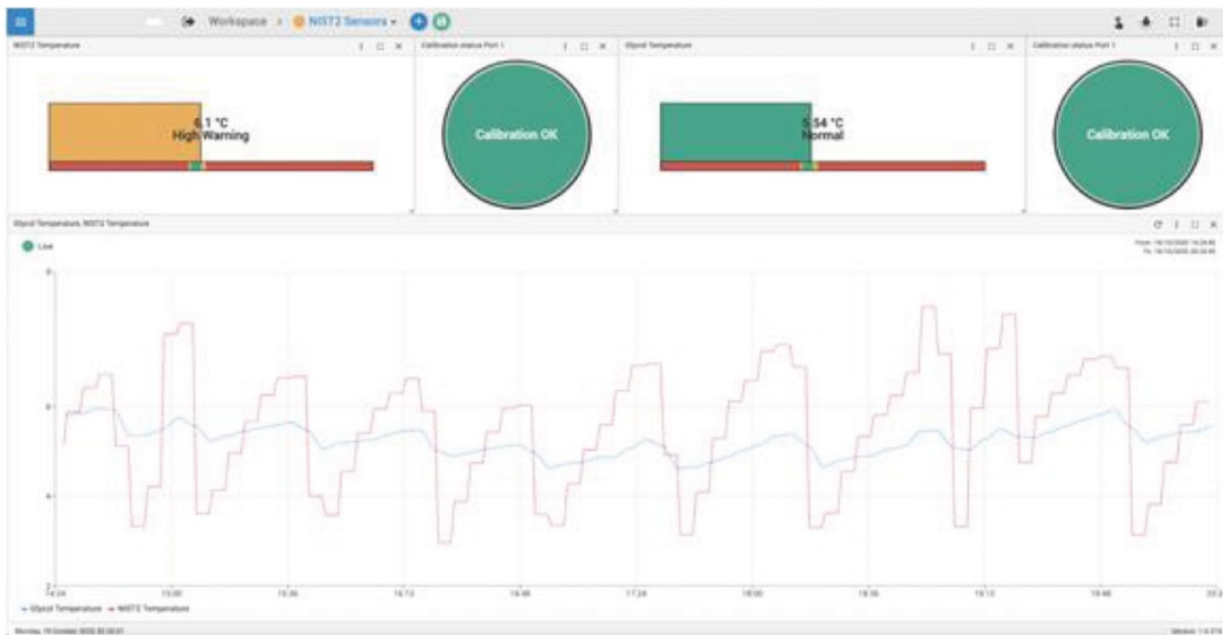 Workspace > NIST2 Sensors
NIST2 Temperature
Calibration status Port 1
Glycol Temperature
Calibration status Port 1
6.1 °C
High Warning
Calibration OK
5.54 °C
Normal
Calibration OK
Glycol Temperature, NIST2 Temperature
Live
6
4
2
14:24
15:00
15:36
16:12
16:48
17:24
18:00
18:36
19:12
19:48
Glycol Temperature
NIST2 Temperature